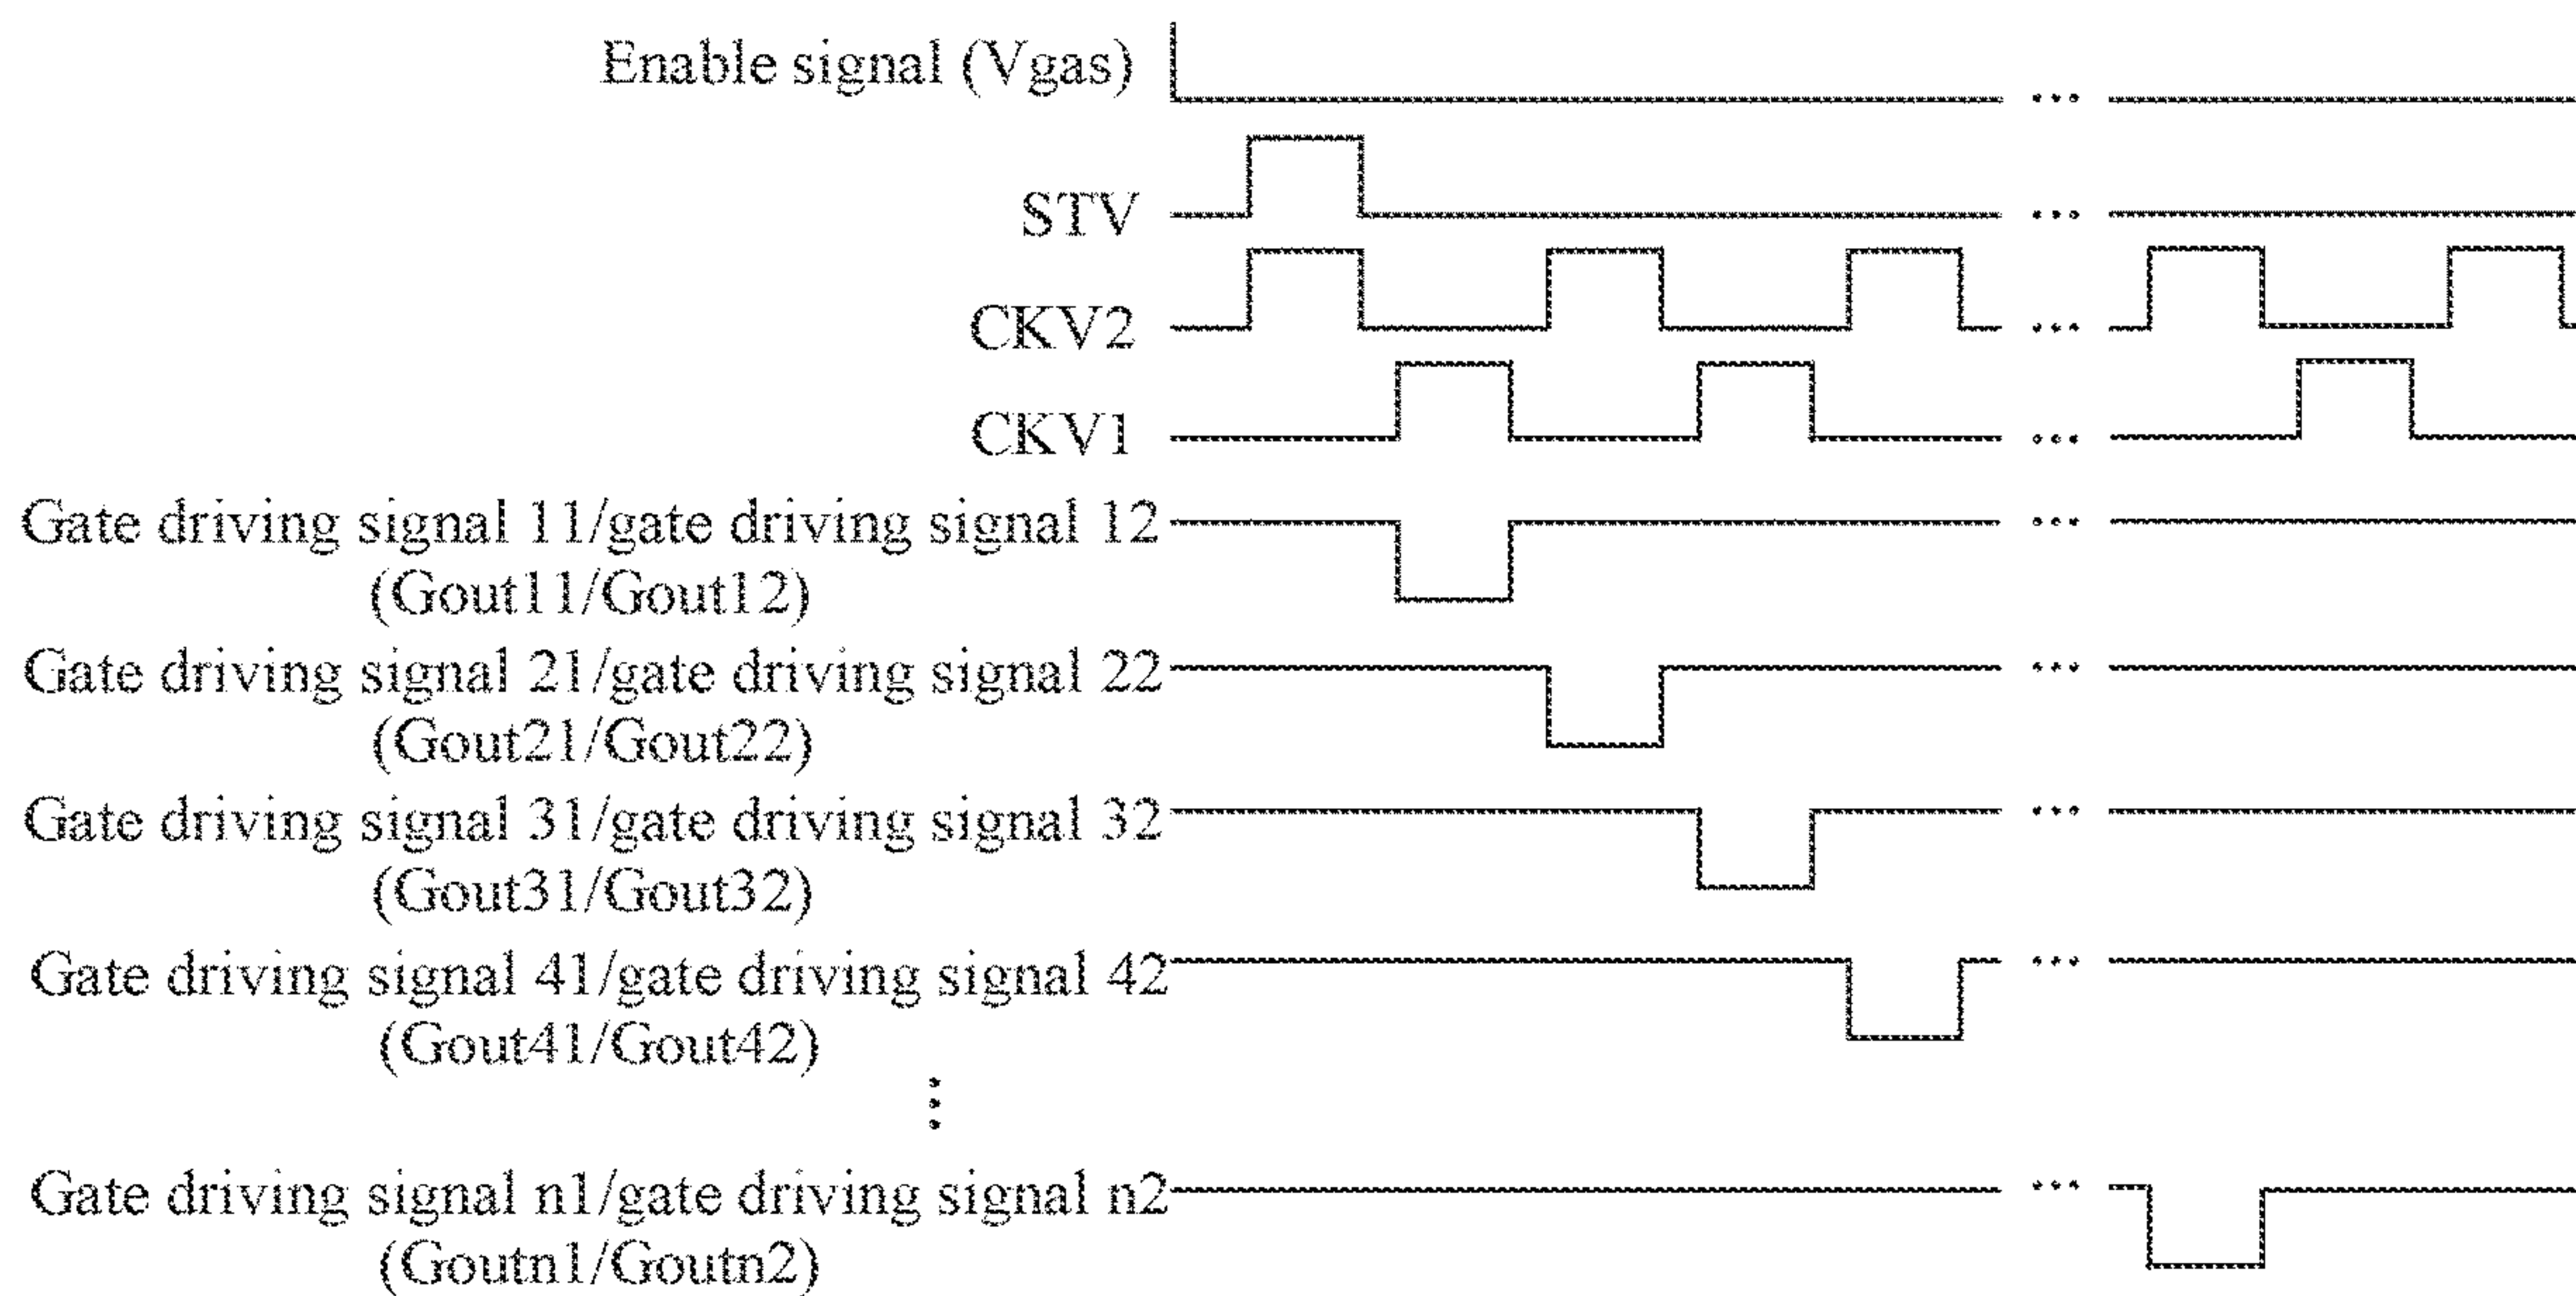 Enable signal (Vgas)
STV
CKV2
CKV1
Gate driving signal 11/gate driving signal 12
(Gout11/Gout12)
Gate driving signal 21/gate driving signal 22
(Gout21/Gout22)
Gate driving signal 31/gate driving signal 32
(Gout31/Gout32)
Gate driving signal 41/gate driving signal 42
(Gout41/Gout42)
Gate driving signal n1/gate driving signal n2
(Goutn1/Goutn2)